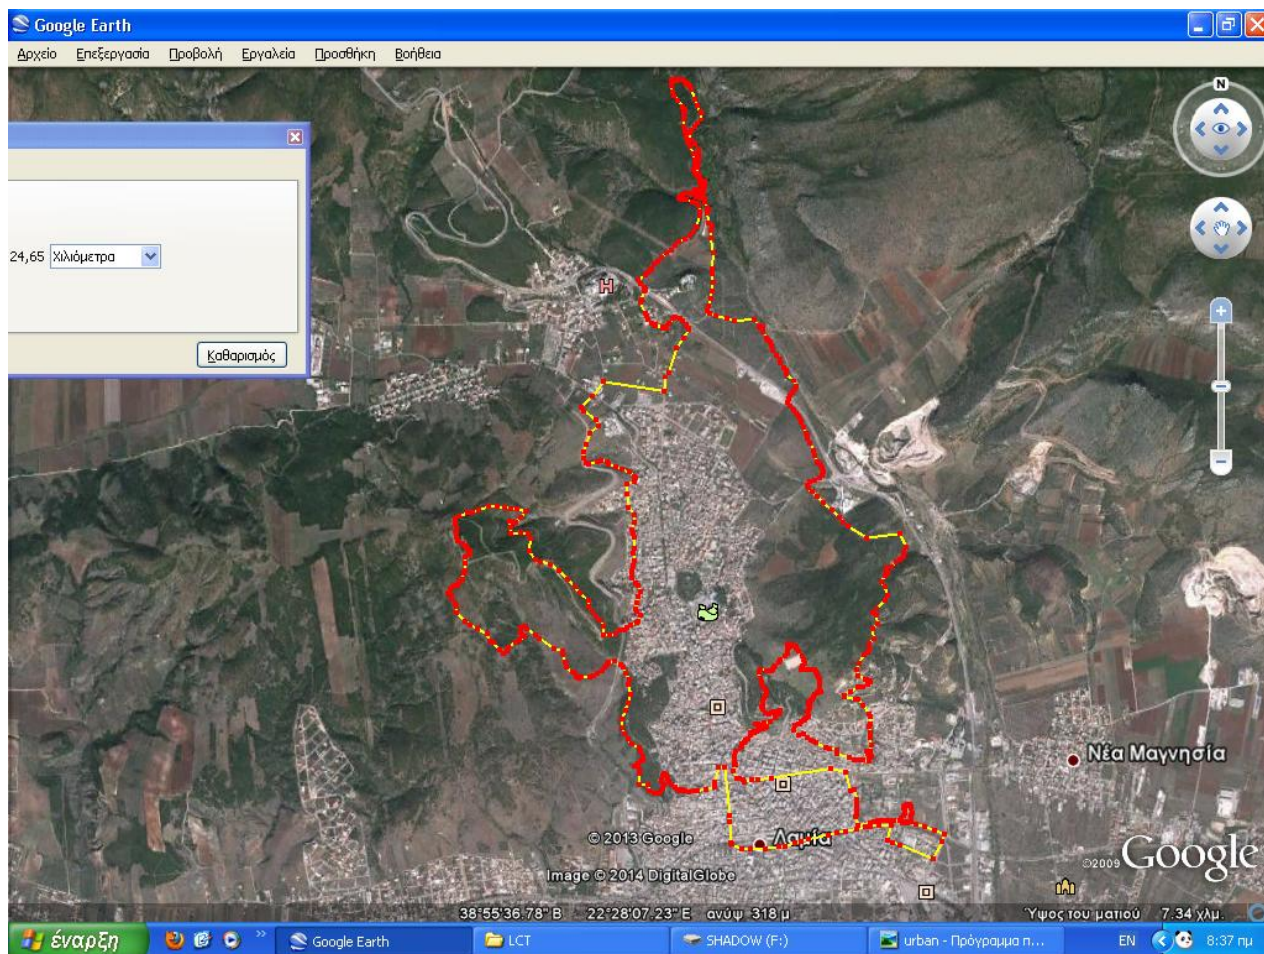 Google Earth
Αρχείο Επεξεργασία Προβολή Εργαλεία Προσθήκη Βοήθεια
N
24,65 Χιλιόμετρα
Καθαρισμός
H
Νέα Μαγνησία
Λαμία
© 2013 Google
Image © 2014 DigitalGlobe
©2009 Google
38°55'36.78" Β 22°28'07.23" Ε ανύψ 318 μ
Ύψος του ματιού 7.34 χλμ.
έναρξη
Google Earth
LCT
SHADOW (F:)
urban - Πρόγραμμα π...
EN
8:37 πμ